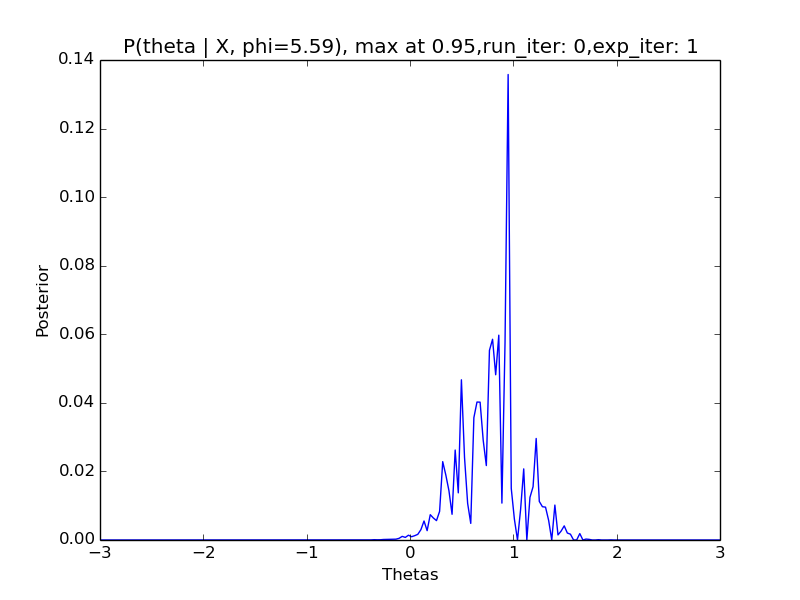 P(theta | X, phi=5.59), max at 0.95,run_iter: 0,exp_iter: 1
0.14
0.12
0.10
0.08
0.06
0.04
0.02
0.00
Posterior
−3 −2 −1 0 1 2 3
Thetas